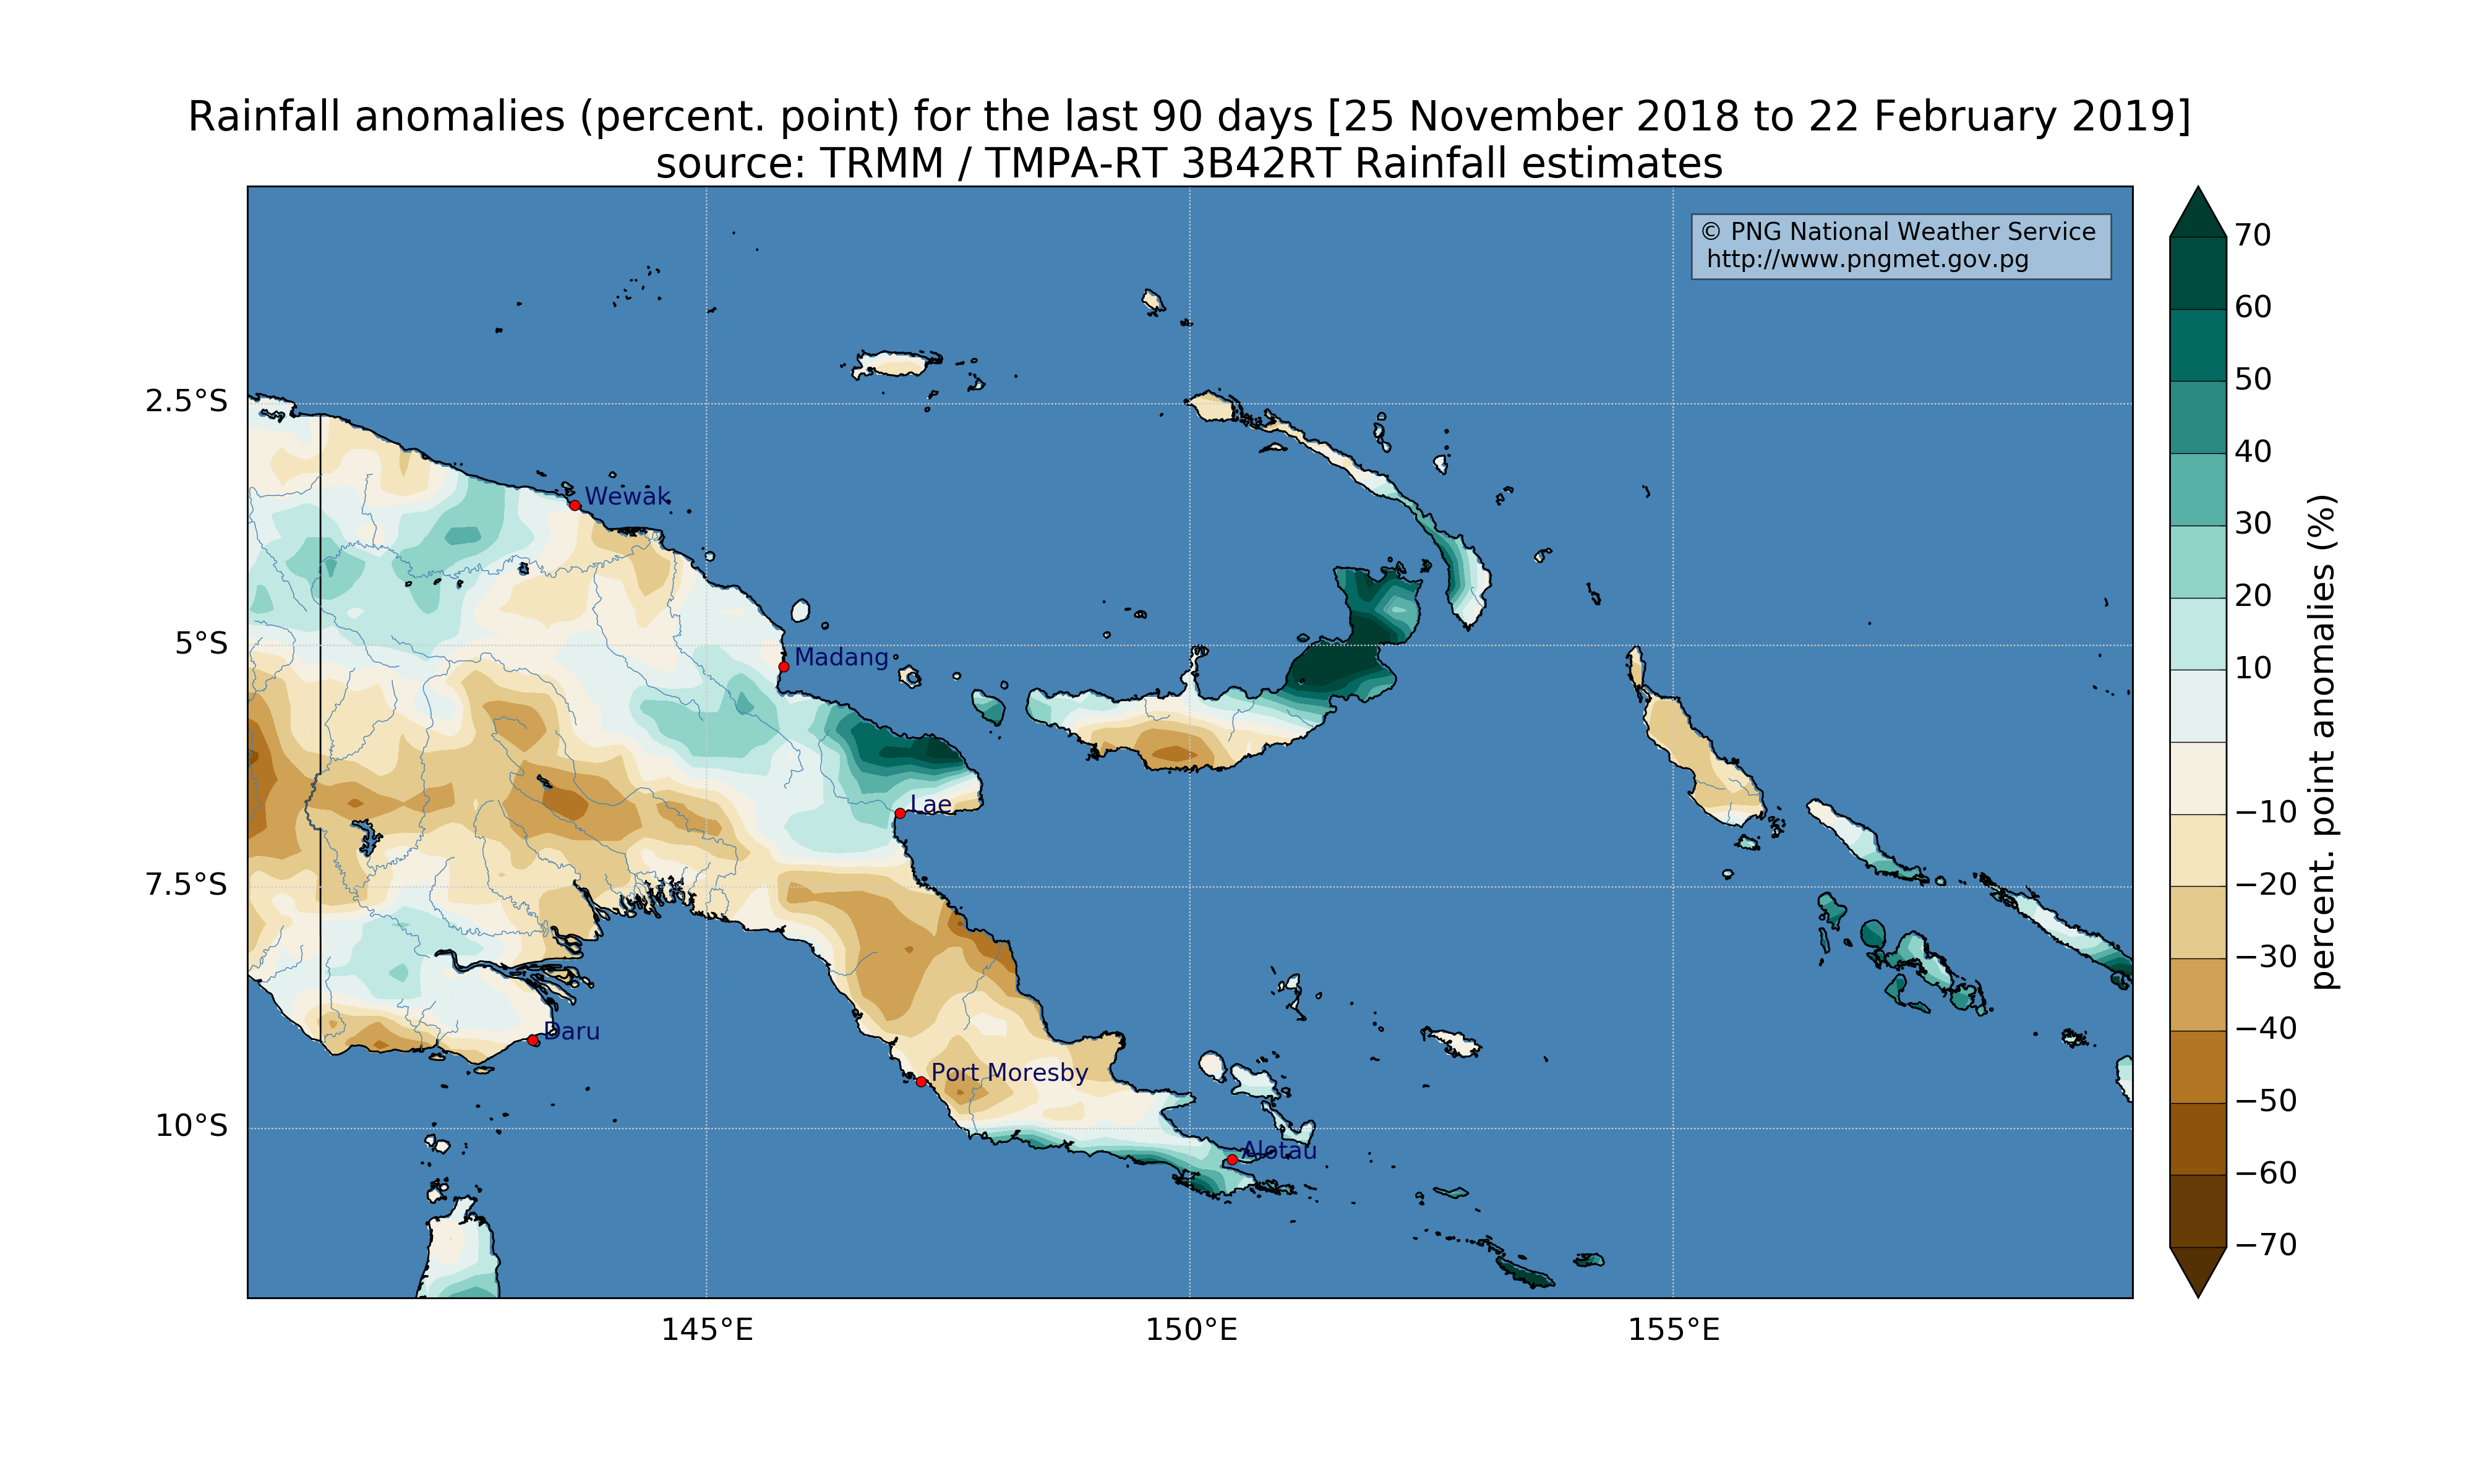 Rainfall anomalies (percent. point) for the last 90 days [25 November 2018 to 22 February 2019]
source: TRMM / TMPA-RT 3B42RT Rainfall estimates
© PNG National Weather Service
http://www.pngmet.gov.pg
2.5°S
5°S
7.5°S
10°S
145°E
150°E
155°E
Wewak
Madang
Lae
Daru
Port Moresby
Alotau
70
60
50
40
30
20
10
−10
−20
−30
−40
−50
−60
−70
percent. point anomalies (%)